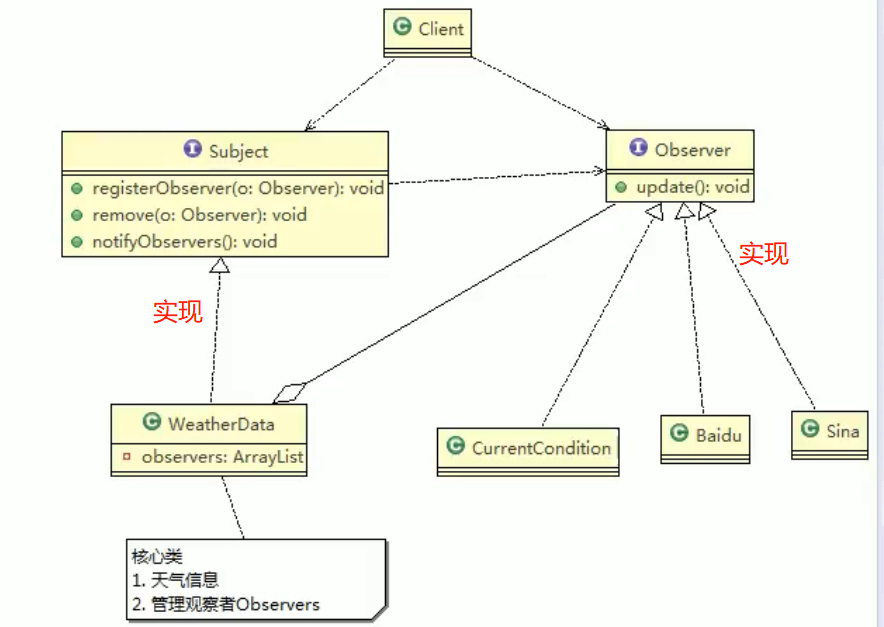 Client
Subject
registerObserver(o: Observer): void
remove(o: Observer): void
notifyObservers(): void
Observer
update(): void
实现
实现
WeatherData
observers: ArrayList
CurrentCondition
Baidu
Sina
核心类
1. 天气信息
2. 管理观察者Observers